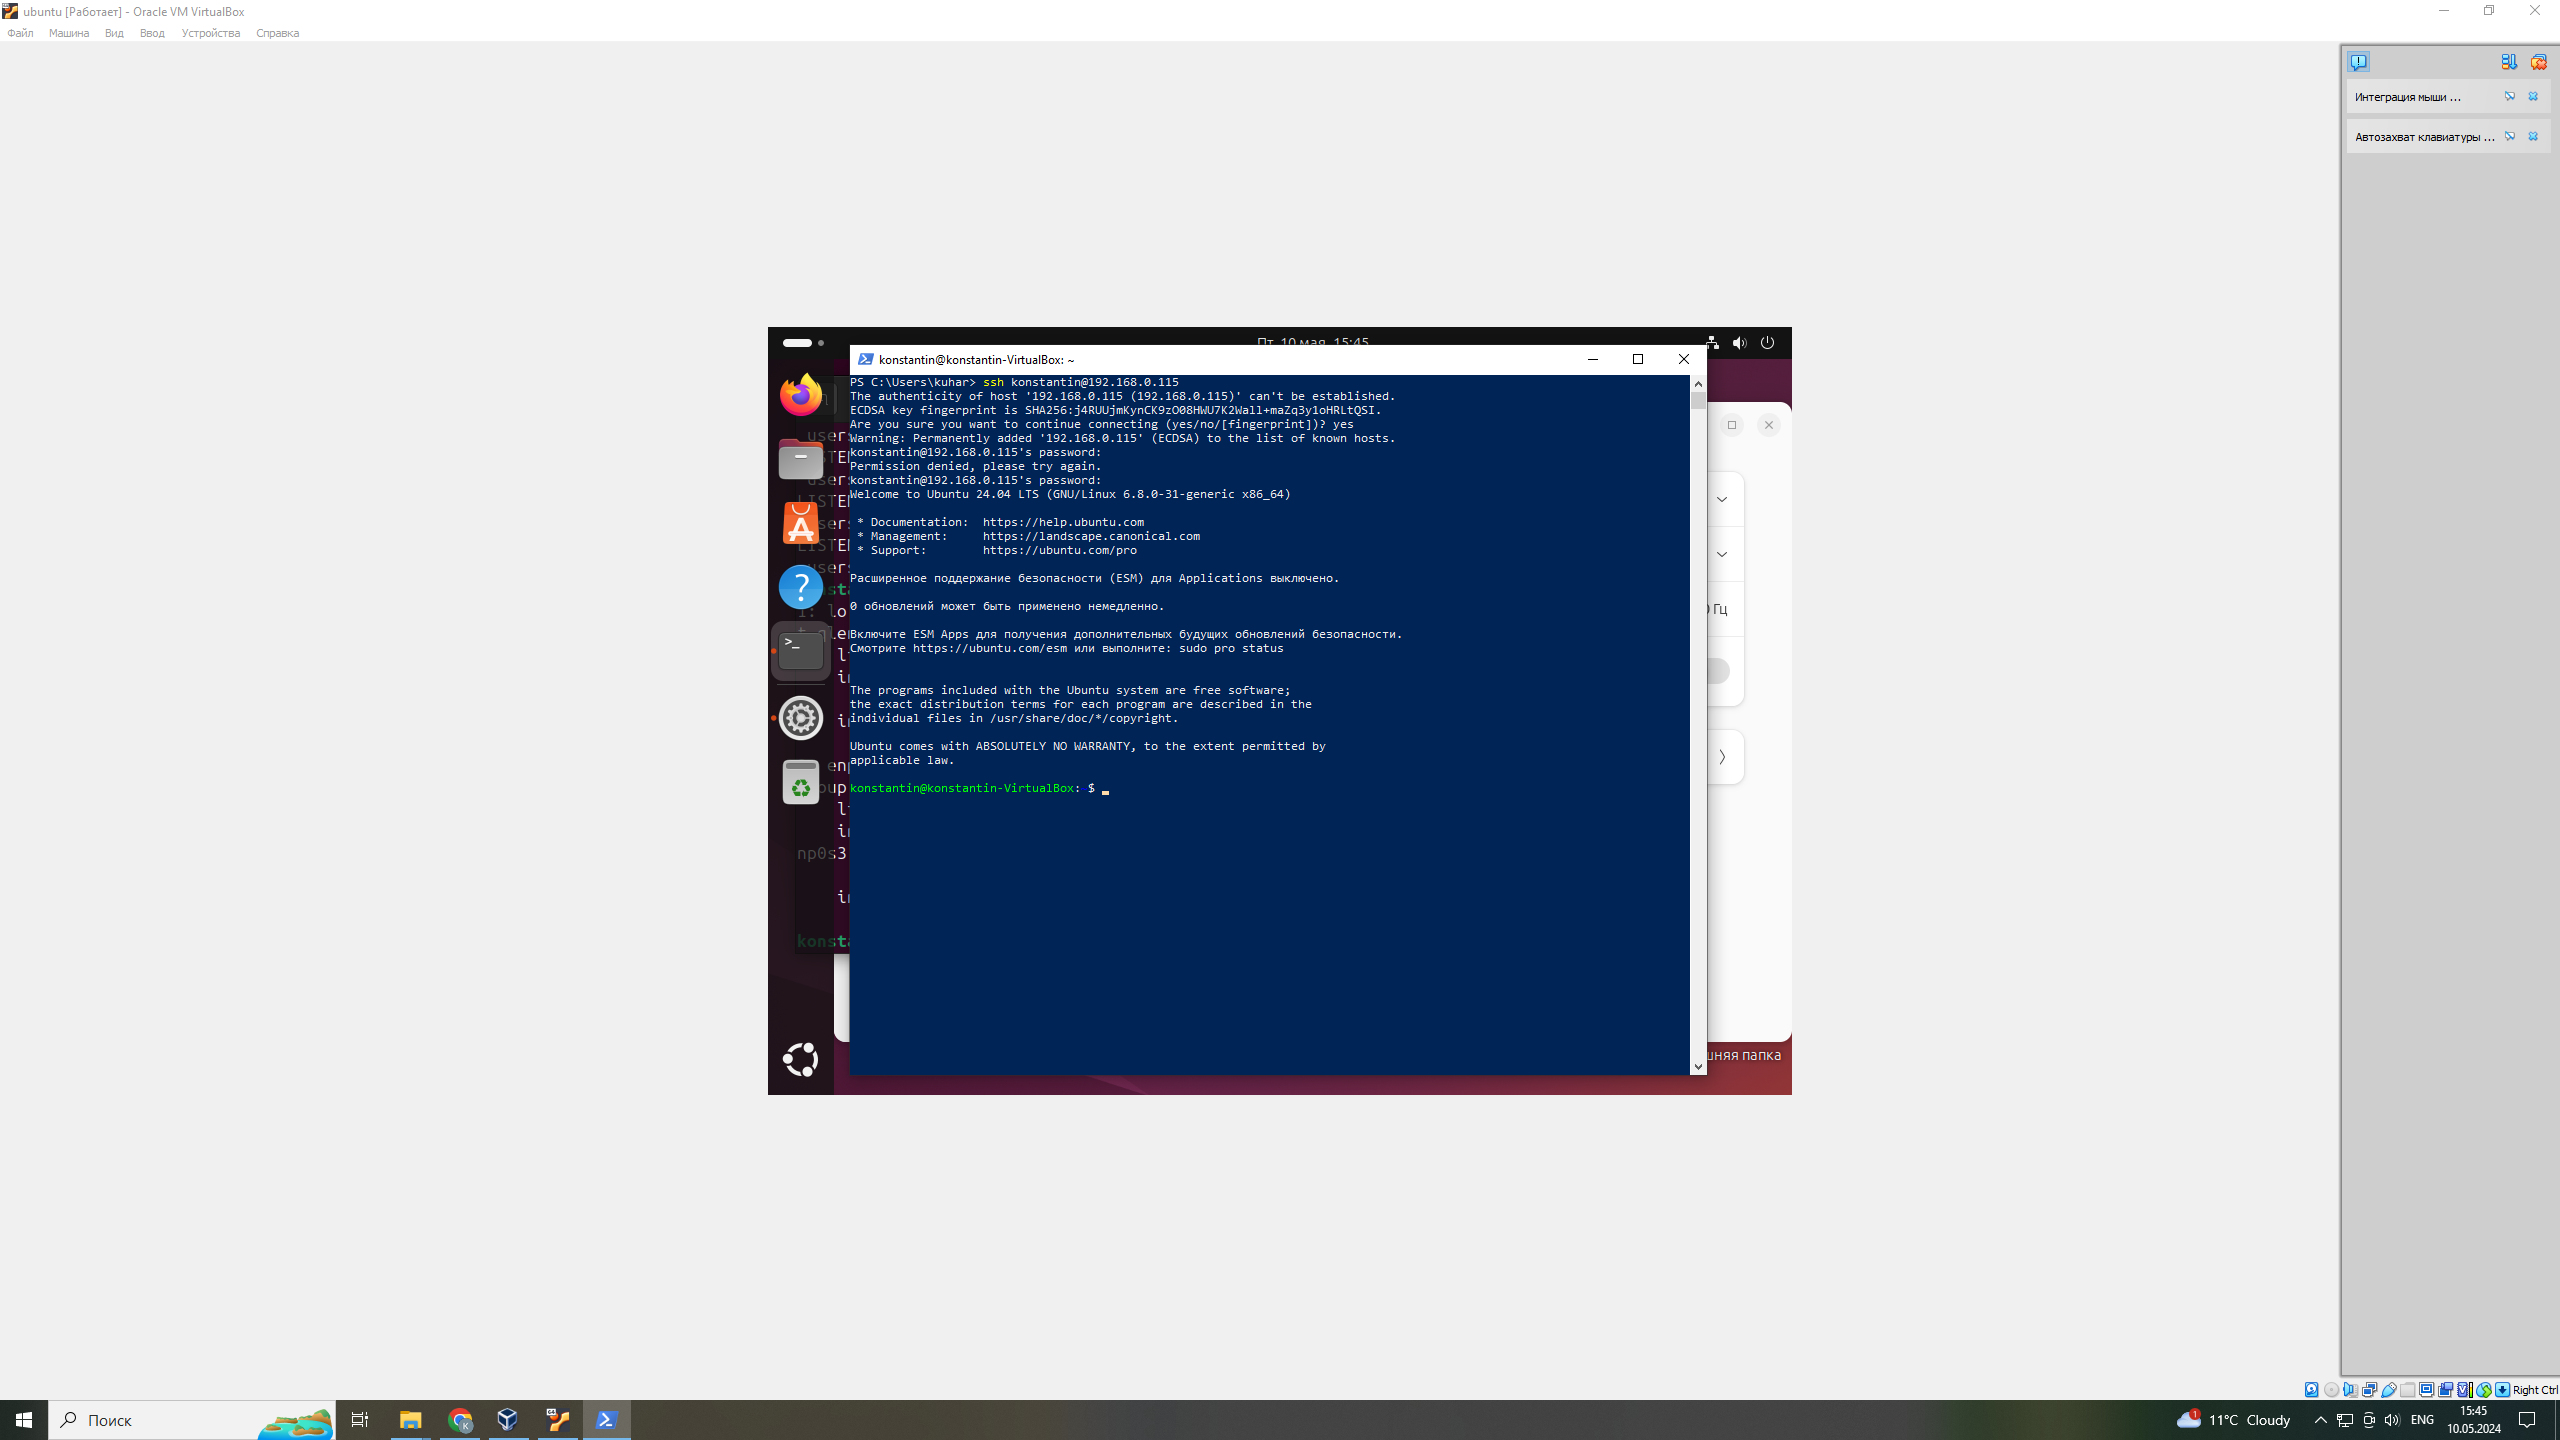 ubuntu [Работает] - Oracle VM VirtualBox
Файл Машина Вид Ввод Устройства Справка
Интеграция мыши ...
Автозахват клавиатуры ...
Пт, 10 мая 15:45
konstantin@konstantin-VirtualBox: ~
PS C:\Users\kuhar> ssh konstantin@192.168.0.115
The authenticity of host '192.168.0.115 (192.168.0.115)' can't be established.
ECDSA key fingerprint is SHA256:j4RUUjmKynCK9zO08HWU7K2Wall+maZq3y1oHRLtQSI.
Are you sure you want to continue connecting (yes/no/[fingerprint])? yes
Warning: Permanently added '192.168.0.115' (ECDSA) to the list of known hosts.
konstantin@192.168.0.115's password:
Permission denied, please try again.
konstantin@192.168.0.115's password:
Welcome to Ubuntu 24.04 LTS (GNU/Linux 6.8.0-31-generic x86_64)
* Documentation: https://help.ubuntu.com
* Management: https://landscape.canonical.com
* Support: https://ubuntu.com/pro
Расширенное поддержание безопасности (ESM) для Applications выключено.
0 обновлений может быть применено немедленно.
Включите ESM Apps для получения дополнительных будущих обновлений безопасности.
Смотрите https://ubuntu.com/esm или выполните: sudo pro status
The programs included with the Ubuntu system are free software;
the exact distribution terms for each program are described in the
individual files in /usr/share/doc/*/copyright.
Ubuntu comes with ABSOLUTELY NO WARRANTY, to the extent permitted by
applicable law.
konstantin@konstantin-VirtualBox: $
Гц
np0s3
шняя папка
Right Ctrl
Поиск
11°C Cloudy
ENG
15:45
10.05.2024